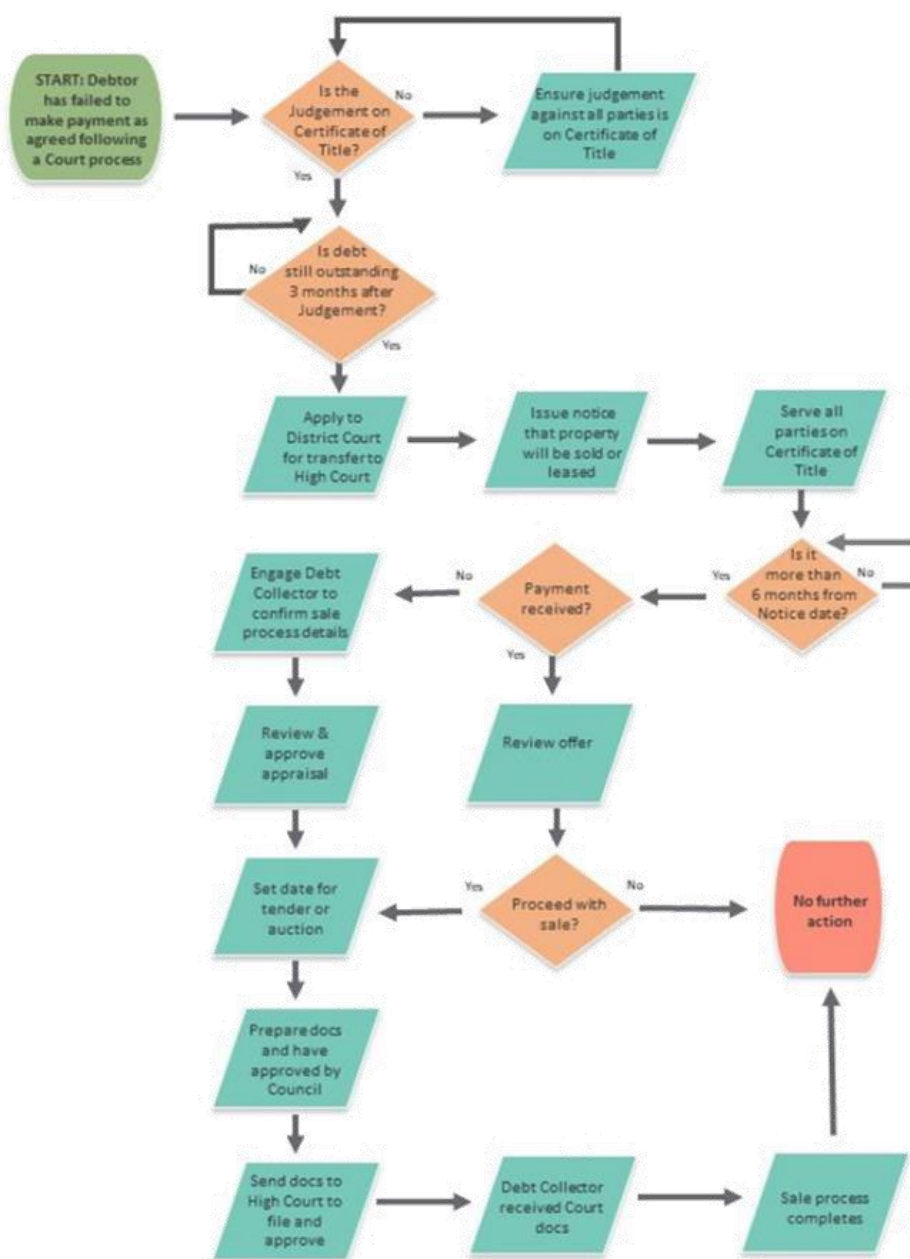 START: Debtor
has failed to
make payment as
agreed following
a Court process
Is the
Judgement on
Certificate of
Title?
No
Ensure judgement
against all parties is
on Certificate of
Title
Yes
Is debt
still outstanding
3 months after
Judgement?
No
Yes
Apply to
District Court
for transfer to
High Court
Issue notice
that property
will be sold or
leased
Serve all
parties on
Certificate of
Title
Is it
more than
6 months from
Notice date?
No
Yes
Payment
received?
No
Engage Debt
Collector to
confirm sale
process details
Yes
Review &
approve
appraisal
Review offer
Set date for
tender or
auction
Yes
Proceed with
sale?
No
No further
action
Prepare docs
and have
approved by
Council
Send docs to
High Court to
file and
approve
Debt Collector
received Court
docs
Sale process
completes